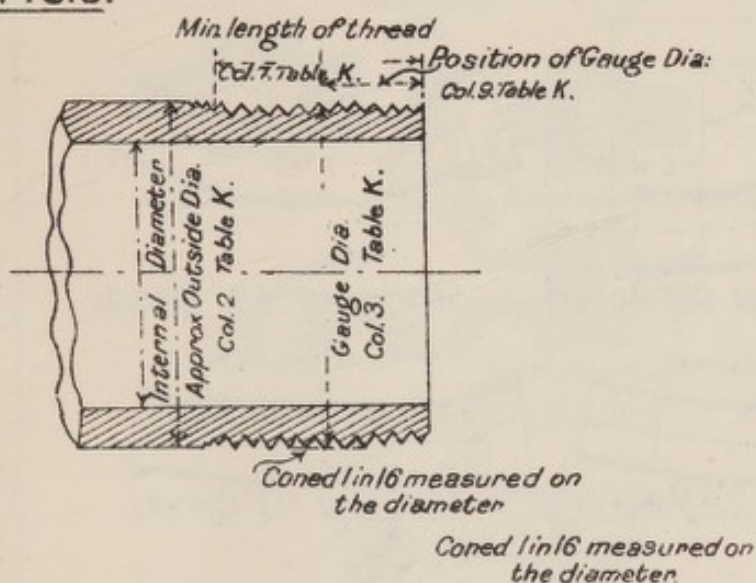 Min. length of thread
Col. 7. Table K.
Position of Gauge Dia:
Col. 9. Table K.
Internal Diameter
Approx Outside Dia.
Col. 2 Table K.
Gauge Dia.
Col. 3. Table K.
Coned 1 in 16 measured on
the diameter
Coned 1 in 16 measured on
the diameter